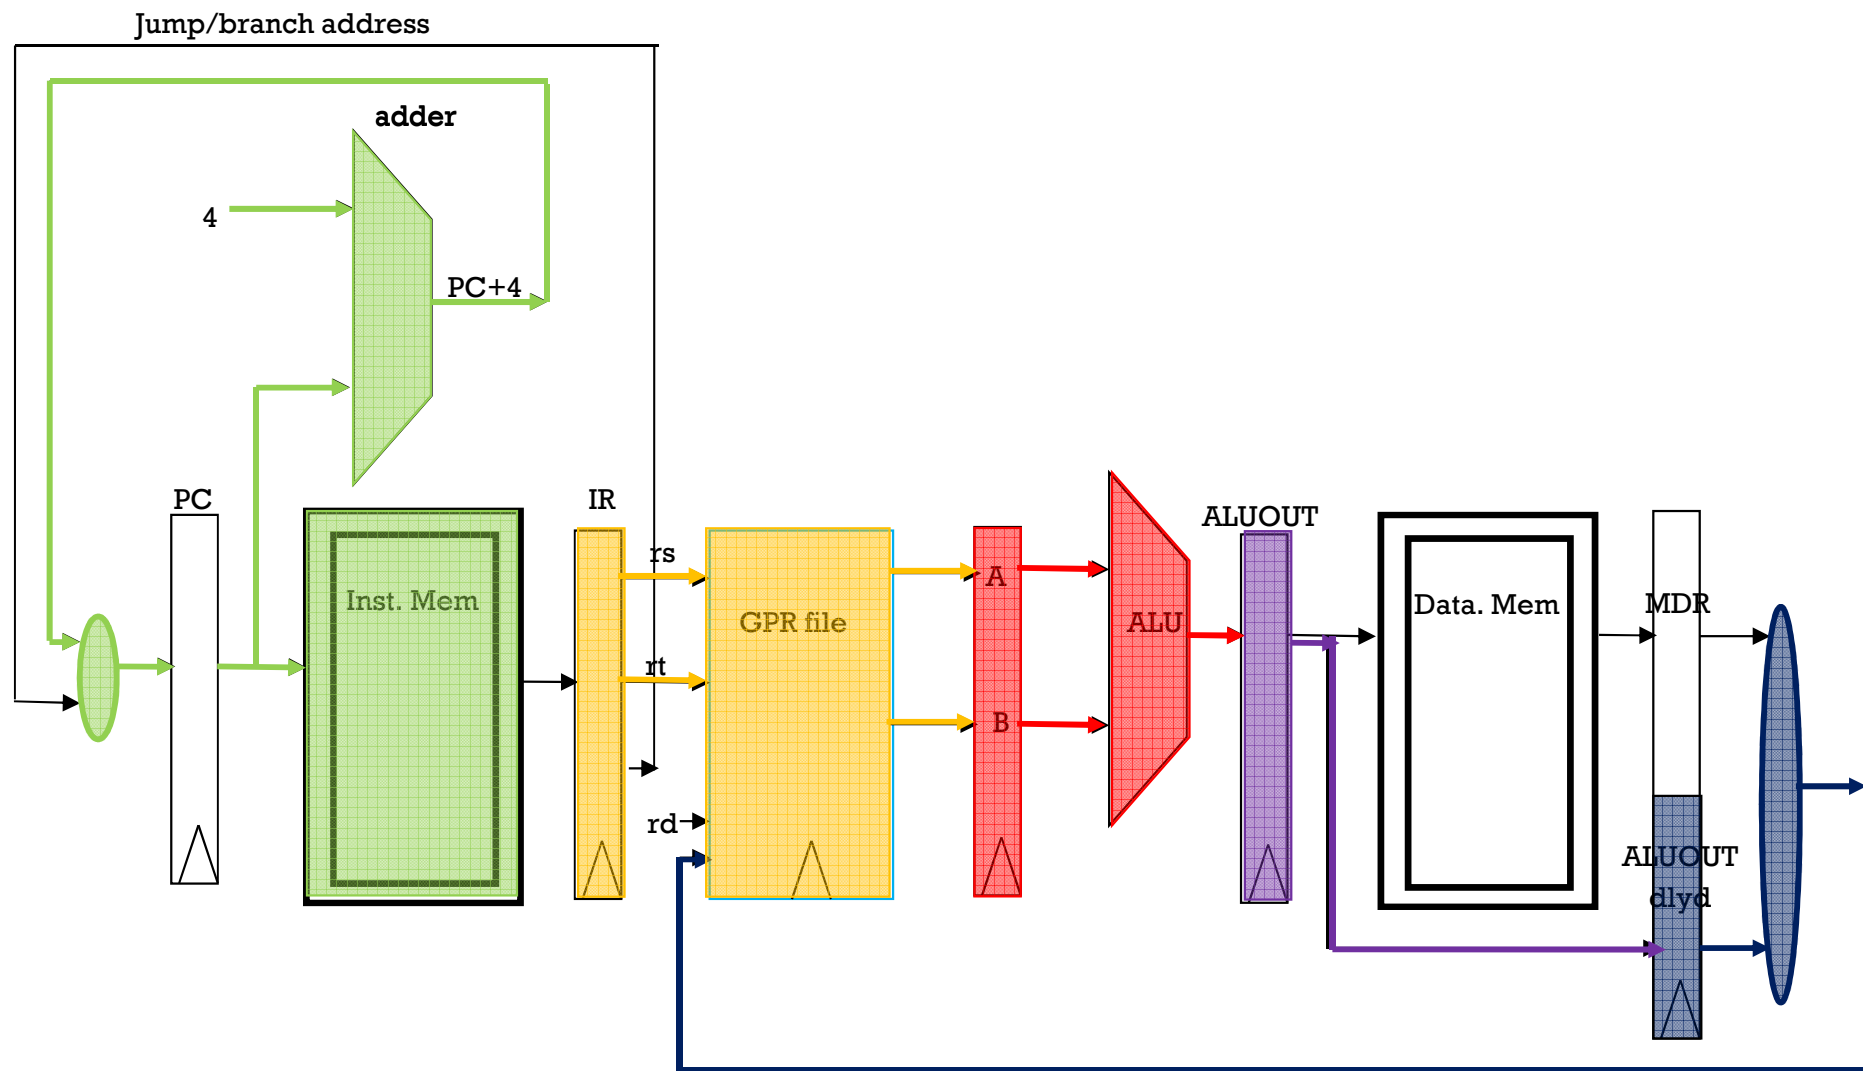 Jump/branch address
adder
4
PC+4
PC
IR
ALUOUT
rs
A
Inst. Mem
GPR file
ALU
Data. Mem
MDR
rt
B
rd
ALUOUT
dlyd